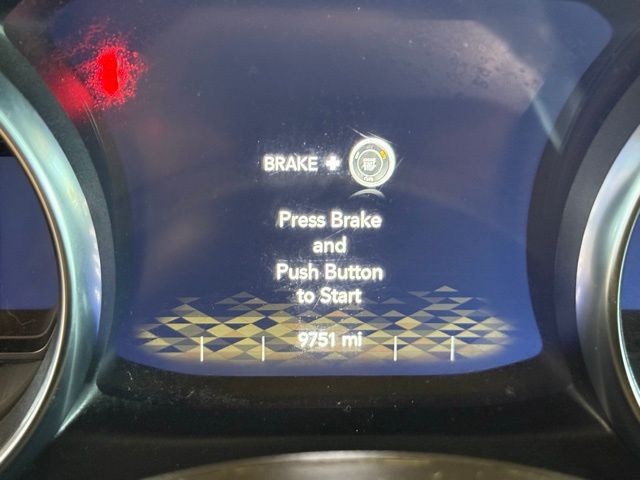 BRAKE +
Press Brake
and
Push Button
to Start
9751 mi